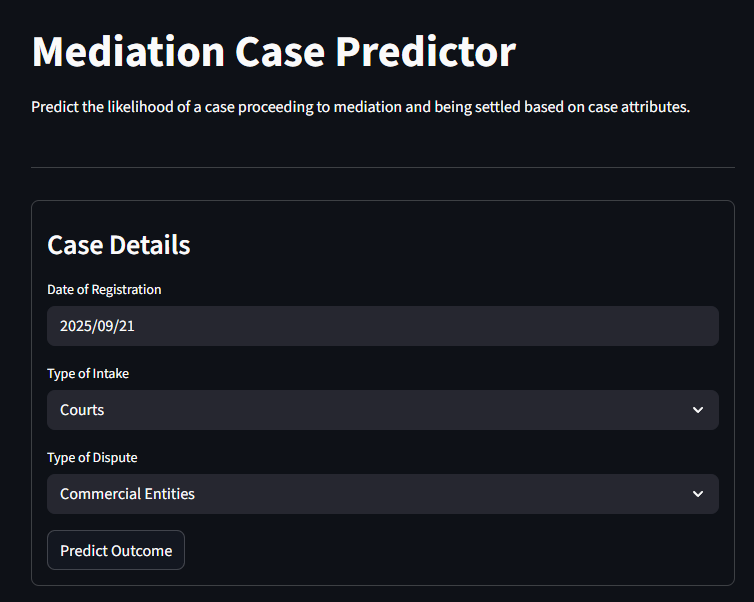 Mediation Case Predictor
Predict the likelihood of a case proceeding to mediation and being settled based on case attributes.
Case Details
Date of Registration
2025/09/21
Type of Intake
Courts
Type of Dispute
Commercial Entities
Predict Outcome